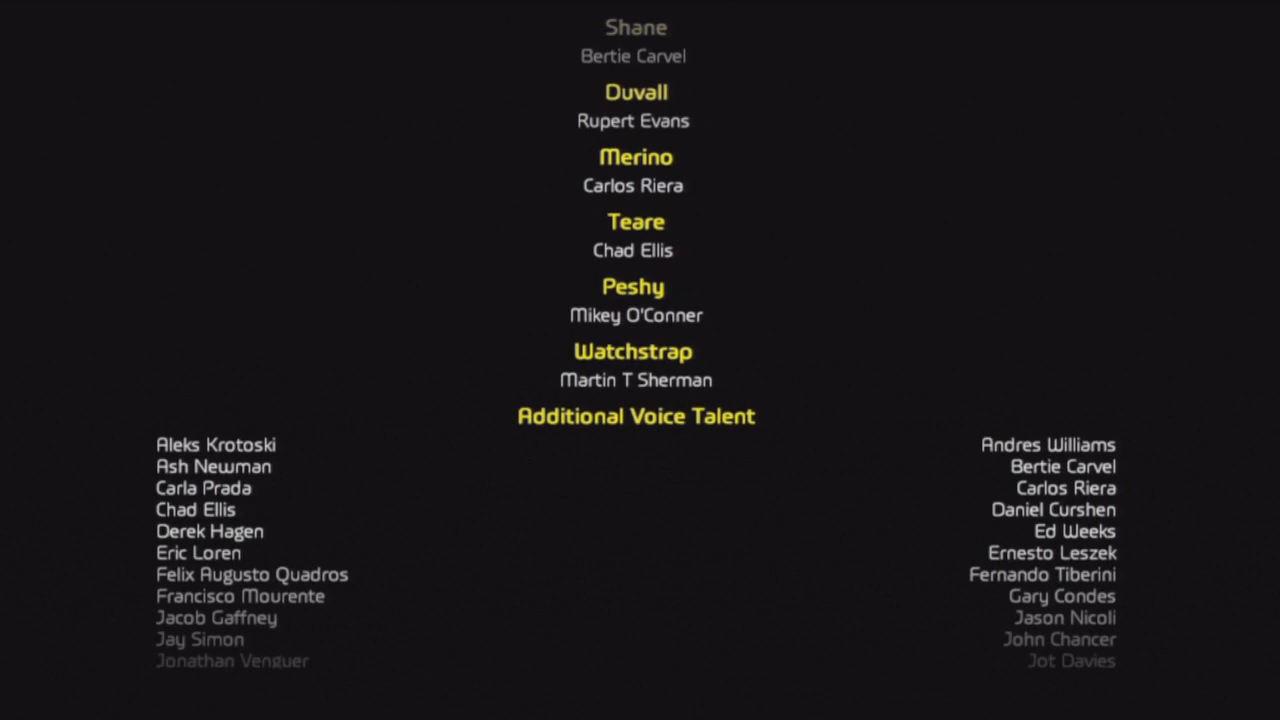 Shane
Bertie Carvel
Duvall
Rupert Evans
Merino
Carlos Riera
Teare
Chad Ellis
Peshy
Mikey O'Conner
Watchstrap
Martin T Sherman
Additional Voice Talent
Aleks Krotoski Andres Williams
Ash Newman Bertie Carvel
Carla Prada Carlos Riera
Chad Ellis Daniel Curshen
Derek Hagen Ed Weeks
Eric Loren Ernesto Leszek
Felix Augusto Quadros Fernando Tiberini
Francisco Mourente Gary Condes
Jacob Gaffney Jason Nicoli
Jay Simon John Chancer
Jonathan Venguer Jot Davies